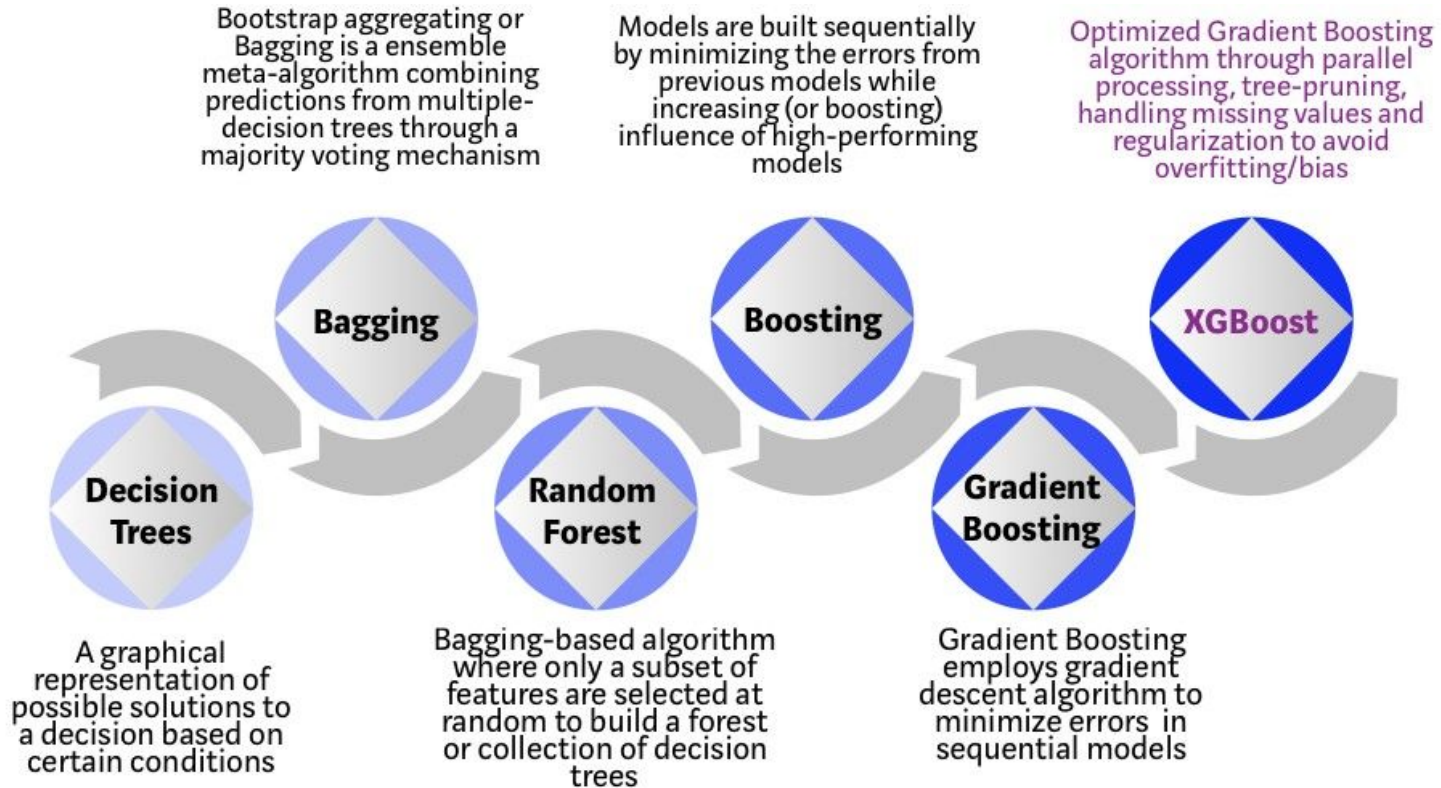 Bootstrap aggregating or
Bagging is a ensemble
meta-algorithm combining
predictions from multiple-
decision trees through a
majority voting mechanism
Models are built sequentially
by minimizing the errors from
previous models while
increasing (or boosting)
influence of high-performing
models
Optimized Gradient Boosting
algorithm through parallel
processing, tree-pruning,
handling missing values and
regularization to avoid
overfitting/bias
Bagging
Boosting
XGBoost
Decision
Trees
Random
Forest
Gradient
Boosting
A graphical
representation of
possible solutions to
a decision based on
certain conditions
Bagging-based algorithm
where only a subset of
features are selected at
random to build a forest
or collection of decision
trees
Gradient Boosting
employs gradient
descent algorithm to
minimize errors in
sequential models